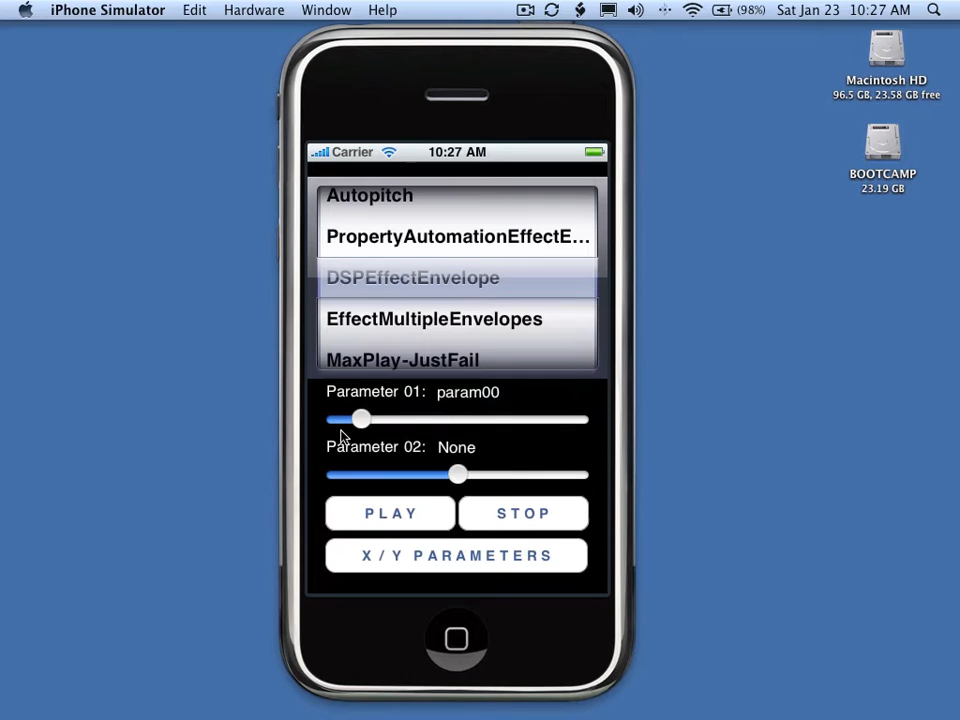 iPhone Simulator Edit Hardware Window Help (98%) Sat Jan 23 10:27 AM
Macintosh HD
96.5 GB, 23.58 GB free
BOOTCAMP
23.19 GB
Carrier 10:27 AM
Autopitch
PropertyAutomationEffectE...
DSPEffectEnvelope
EffectMultipleEnvelopes
MaxPlay-JustFail
Parameter 01: param00
Parameter 02: None
PLAY STOP
X/Y PARAMETERS